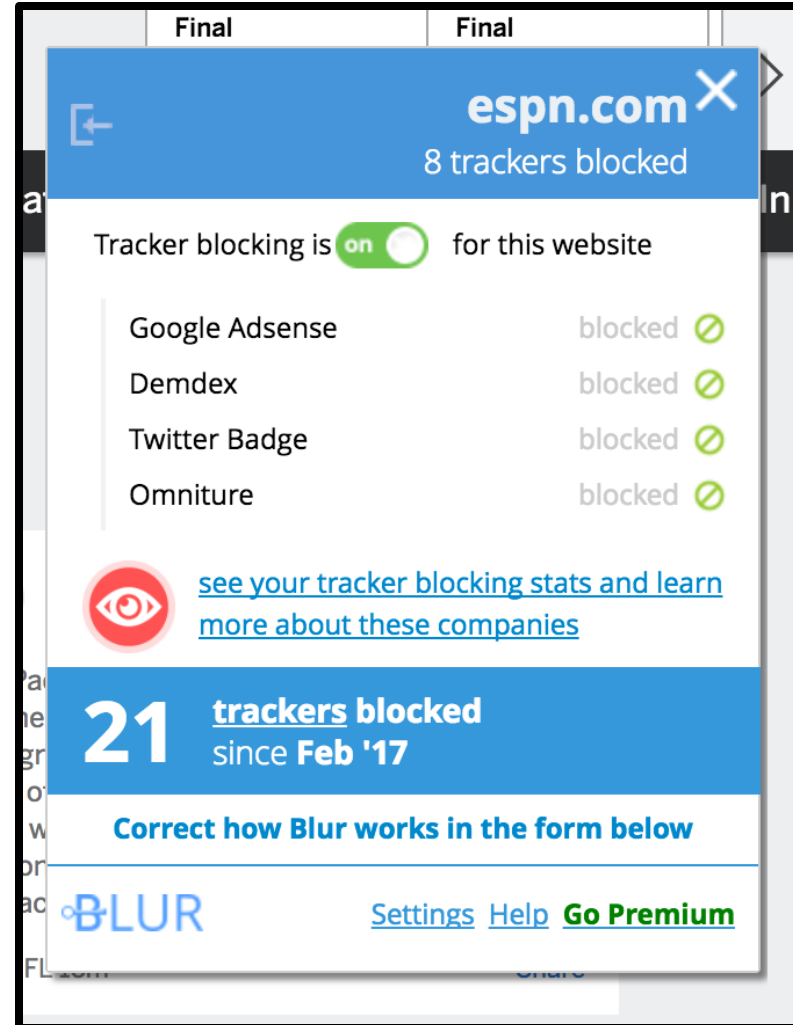 Final Final
espn.com
8 trackers blocked
Tracker blocking is on for this website
Google Adsense blocked
Demdex blocked
Twitter Badge blocked
Omniture blocked
see your tracker blocking stats and learn
more about these companies
21 trackers blocked
since Feb '17
Correct how Blur works in the form below
BLUR Settings Help Go Premium